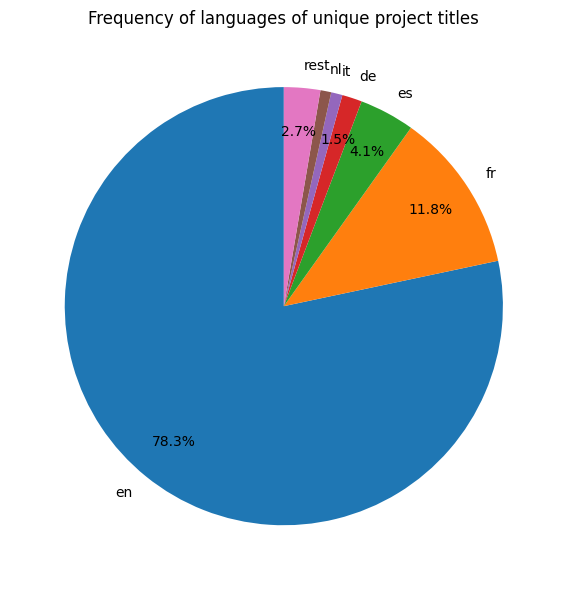 Frequency of languages of unique project titles
rest
nl
it
de
es
fr
en
2.7%
1.5%
4.1%
11.8%
78.3%